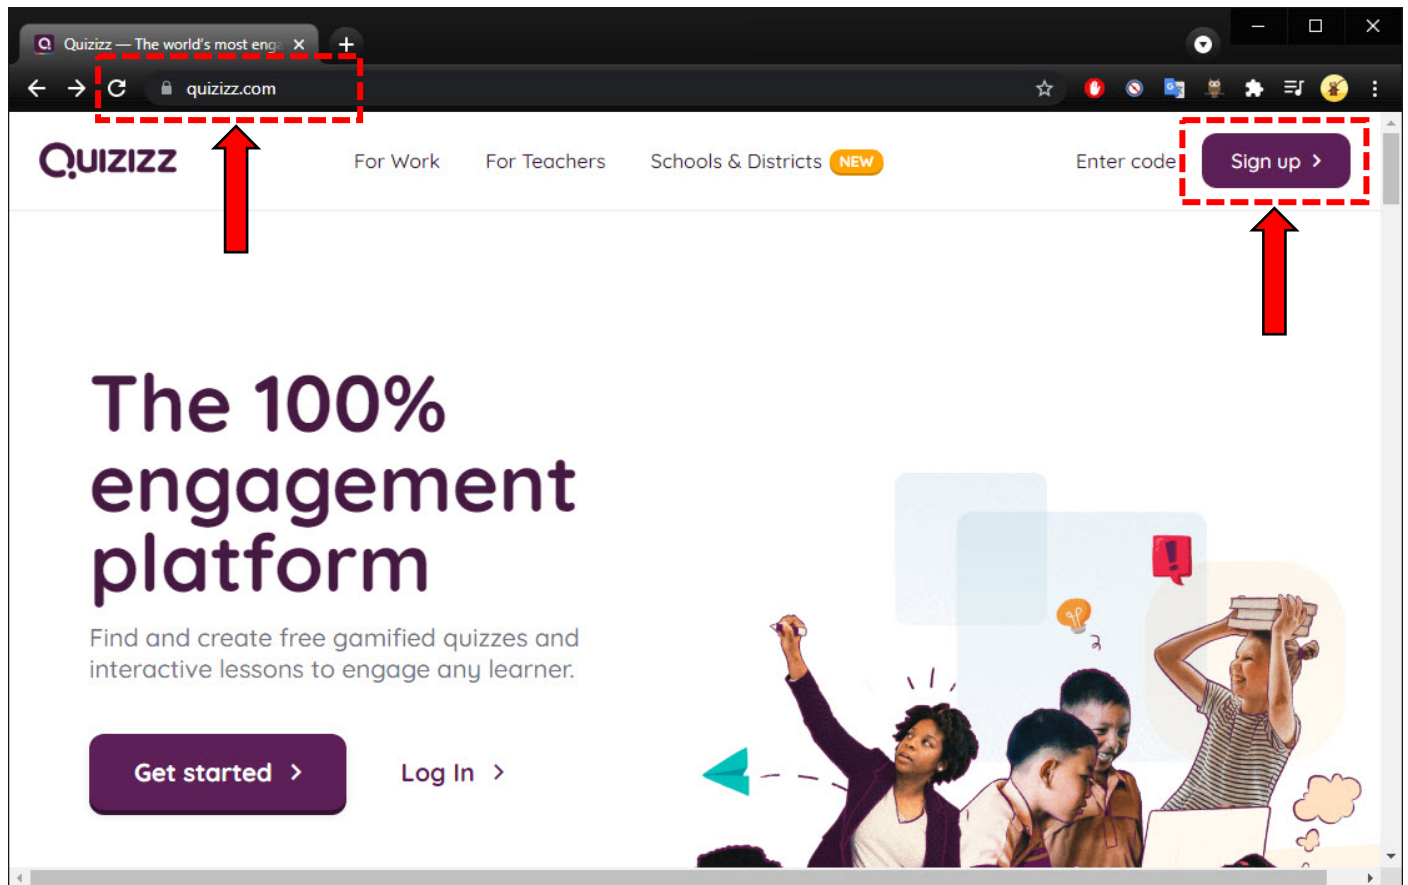 Quizizz — The world's most enga
quizizz.com
QUIZIZZ
For Work
For Teachers
Schools & Districts NEW
Enter code
Sign up >
The 100%
engagement
platform
Find and create free gamified quizzes and
interactive lessons to engage any learner.
Get started >
Log In >